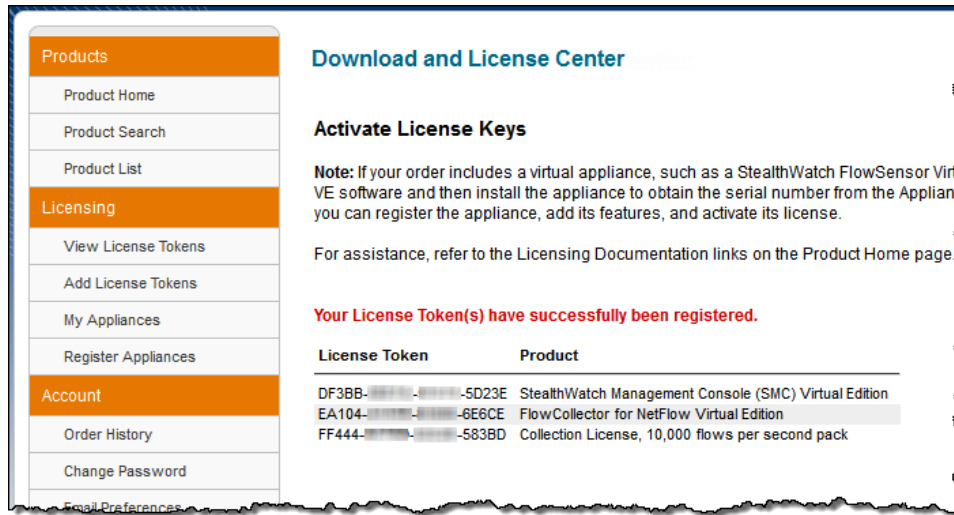 Products
Product Home
Product Search
Product List
Licensing
View License Tokens
Add License Tokens
My Appliances
Register Appliances
Account
Order History
Change Password
Email Preferences
Download and License Center
Activate License Keys
Note: If your order includes a virtual appliance, such as a StealthWatch FlowSensor
VE software and then install the appliance to obtain the serial number from the
you can register the appliance, add its features, and activate its license.
For assistance, refer to the Licensing Documentation links on the Product Home page.
Your License Token(s) have successfully been registered.
License Token Product
DF3BB- - -5D23E StealthWatch Management Console (SMC) Virtual Edition
EA104- - -6E6CE FlowCollector for NetFlow Virtual Edition
FF444- - -583BD Collection License, 10,000 flows per second pack